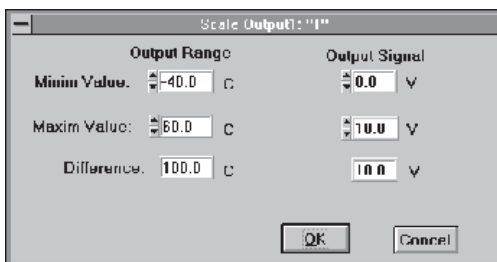 Scale Output1: "T"
Output Range Output Signal
Minim Value: -40.0 C 0.0 V
Maxim Value: 60.0 C 10.0 V
Difference: 100.0 C 10.0 V
OK Cancel